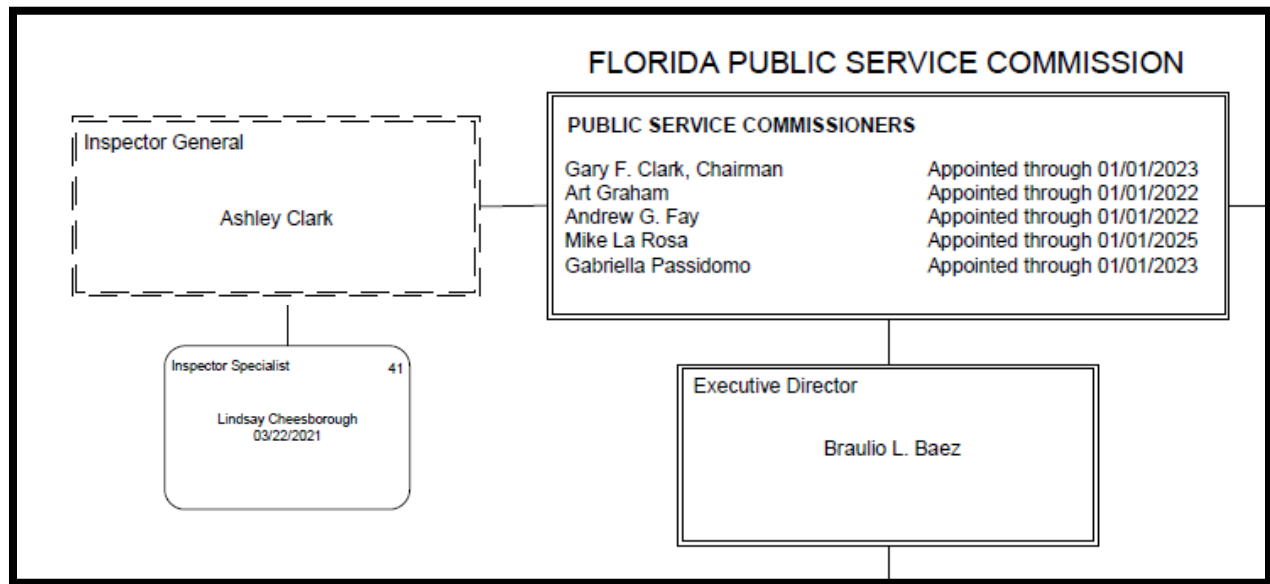 FLORIDA PUBLIC SERVICE COMMISSION
Inspector General
Ashley Clark
PUBLIC SERVICE COMMISSIONERS
Gary F. Clark, Chairman Appointed through 01/01/2023
Art Graham Appointed through 01/01/2022
Andrew G. Fay Appointed through 01/01/2022
Mike La Rosa Appointed through 01/01/2025
Gabriella Passidomo Appointed through 01/01/2023
Inspector Specialist 41
Lindsay Cheesborough
03/22/2021
Executive Director
Braulio L. Baez